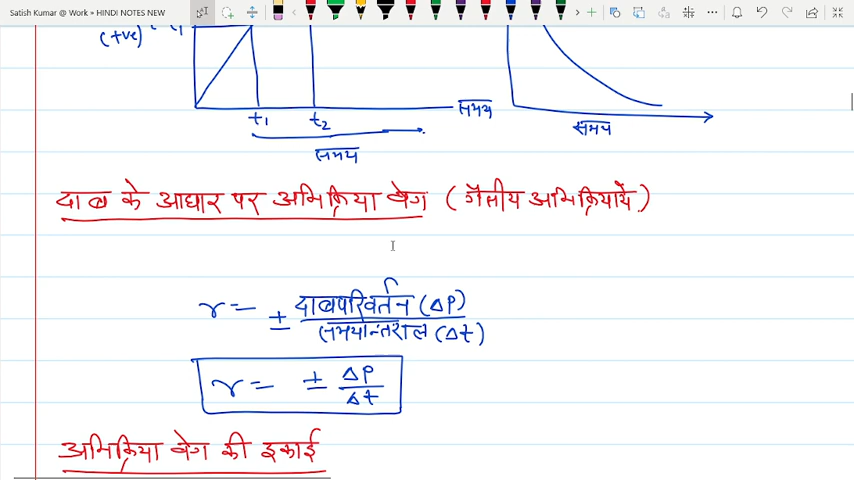 Satish Kumar @ Work » HINDI NOTES NEW
(+ve)
t₁ t₂ समय
समय
समय
दाब के आधार पर अभिक्रिया वेग (गैसीय अभिक्रियायें)
r = ± दाब परिवर्तन (ΔP)
समयान्तराल (Δt)
r = ± ΔP
Δt
अभिक्रिया वेग की इकाई